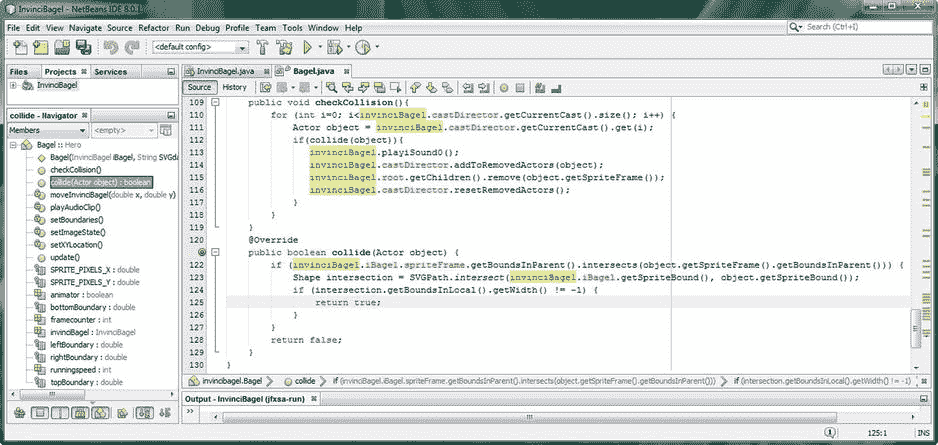 InvinciBagel - NetBeans IDE 8.0.1
File Edit View Navigate Source Refactor Run Debug Profile Team Tools Window Help
Search (Ctrl+I)
<default config>
Files Projects Services
InvinciBagel
collide - Navigator
Members <empty>
Bagel :: Hero
Bagel(InvinciBagel iBagel, String SVGda
checkCollision()
collide(Actor object) : boolean
moveInvinciBagel(double x, double y)
playAudioClip()
setBoundaries()
setImageState()
setXYLocation()
update()
SPRITE_PIXELS_X : double
SPRITE_PIXELS_Y : double
animator : boolean
bottomBoundary : double
framecounter : int
invinciBagel : InvinciBagel
leftBoundary : double
rightBoundary : double
runningspeed : int
topBoundary : double
InvinciBagel.java Bagel.java
Source History
109 public void checkCollision(){
110 for (int i=0; i<invinciBagel.castDirector.getCurrentCast().size(); i++) {
111 Actor object = invinciBagel.castDirector.getCurrentCast().get(i);
112 if(collide(object)){
113 invinciBagel.playiSound0();
114 invinciBagel.castDirector.addToRemovedActors(object);
115 invinciBagel.root.getChildren().remove(object.getSpriteFrame());
116 invinciBagel.castDirector.resetRemovedActors();
117 }
118 }
119 }
120 @Override
public boolean collide(Actor object) {
122 if (invinciBagel.iBagel.spriteFrame.getBoundsInParent().intersects(object.getSpriteFrame().getBoundsInParent())) {
123 Shape intersection = SVGPath.intersect(invinciBagel.iBagel.getSpriteBound(), object.getSpriteBound());
124 if (intersection.getBoundsInLocal().getWidth() != -1) {
125 return true;
126 }
127 }
128 return false;
129 }
130 }
invincibagel.Bagel collide if (invinciBagel.iBagel.spriteFrame.getBoundsInParent().intersects(object.getSpriteFrame().getBoundsInParent())) if (intersection.getBoundsInLocal().getWidth() != -1)
Output - InvinciBagel (jfxsa-run)
125:1 INS